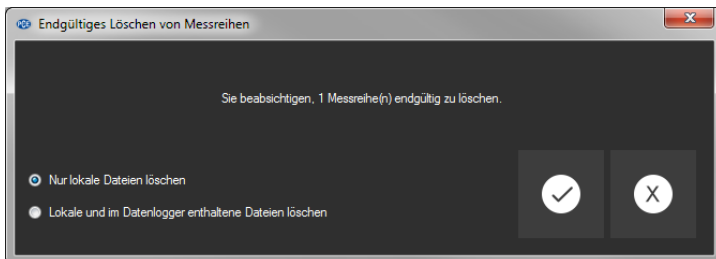 Endgültiges Löschen von Messreihen
Sie beabsichtigen, 1 Messreihe(n) endgültig zu löschen.
Nur lokale Dateien löschen
Lokale und im Datenlogger enthaltene Dateien löschen